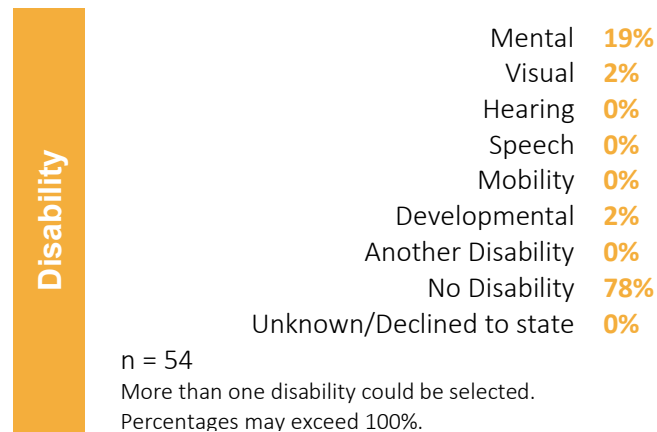 Disability
Mental 19%
Visual 2%
Hearing 0%
Speech 0%
Mobility 0%
Developmental 2%
Another Disability 0%
No Disability 78%
Unknown/Declined to state 0%
n = 54
More than one disability could be selected.
Percentages may exceed 100%.